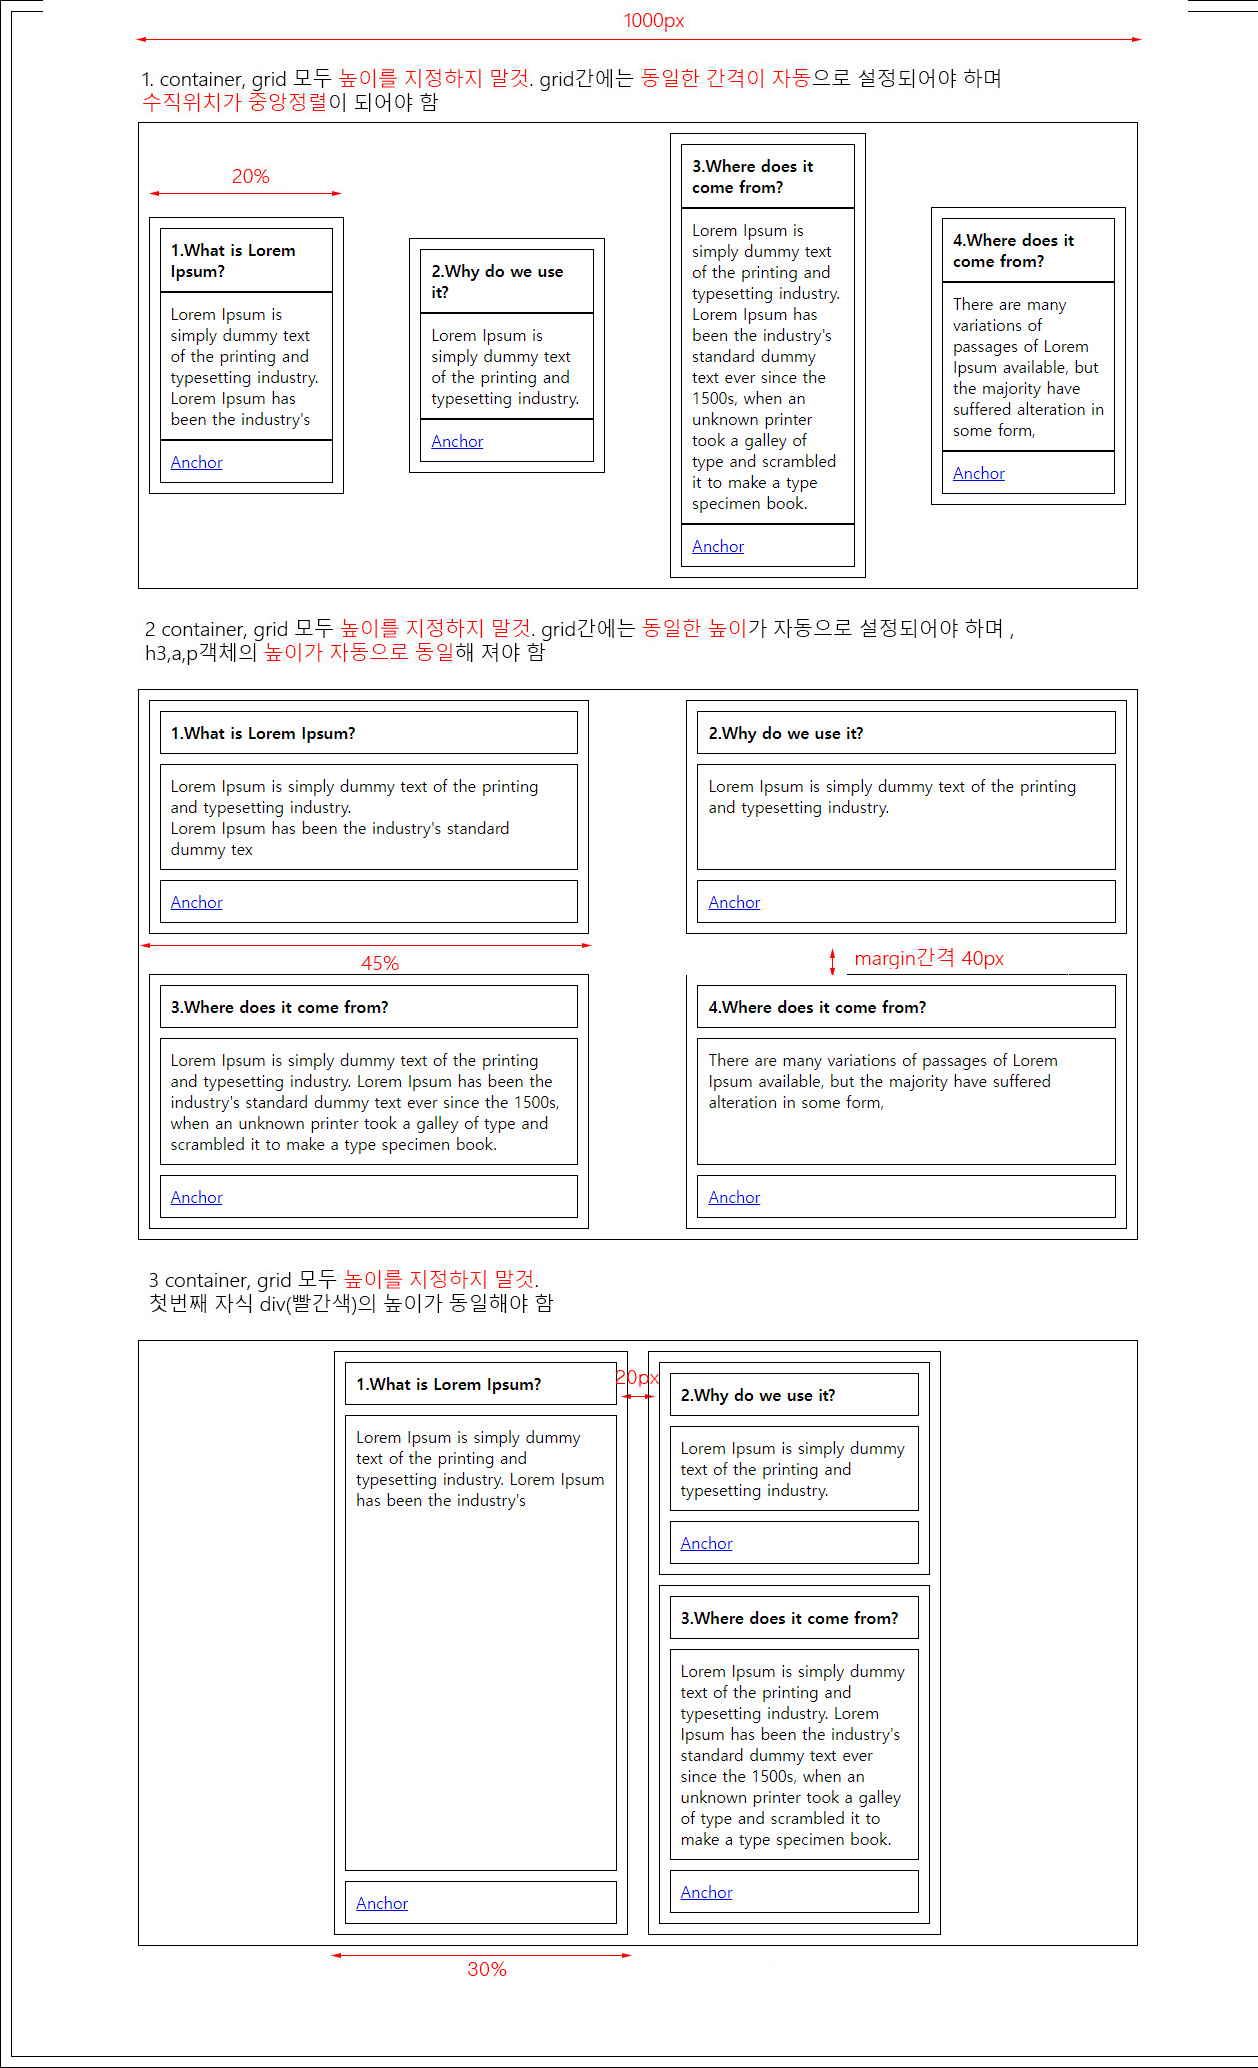 1000px
1. container, grid 모두 높이를 지정하지 말것. grid간에는 동일한 간격이 자동으로 설정되어야 하며
수직위치가 중앙정렬이 되어야 함
20%
1.What is Lorem
Ipsum?
Lorem Ipsum is
simply dummy text
of the printing and
typesetting industry.
Lorem Ipsum has
been the industry's
Anchor
2.Why do we use
it?
Lorem Ipsum is
simply dummy text
of the printing and
typesetting industry.
Anchor
3.Where does it
come from?
Lorem Ipsum is
simply dummy text
of the printing and
typesetting industry.
Lorem Ipsum has
been the industry's
standard dummy
text ever since the
1500s, when an
unknown printer
took a galley of
type and scrambled
it to make a type
specimen book.
Anchor
4.Where does it
come from?
There are many
variations of
passages of Lorem
Ipsum available, but
the majority have
suffered alteration in
some form,
Anchor
2 container, grid 모두 높이를 지정하지 말것. grid간에는 동일한 높이가 자동으로 설정되어야 하며 ,
h3,a,p객체의 높이가 자동으로 동일해 져야 함
1.What is Lorem Ipsum?
Lorem Ipsum is simply dummy text of the printing
and typesetting industry.
Lorem Ipsum has been the industry's standard
dummy tex
Anchor
2.Why do we use it?
Lorem Ipsum is simply dummy text of the printing
and typesetting industry.
Anchor
45%
margin간격 40px
3.Where does it come from?
Lorem Ipsum is simply dummy text of the printing
and typesetting industry. Lorem Ipsum has been the
industry's standard dummy text ever since the 1500s,
when an unknown printer took a galley of type and
scrambled it to make a type specimen book.
Anchor
4.Where does it come from?
There are many variations of passages of Lorem
Ipsum available, but the majority have suffered
alteration in some form,
Anchor
3 container, grid 모두 높이를 지정하지 말것.
첫번째 자식 div(빨간색)의 높이가 동일해야 함
1.What is Lorem Ipsum?
Lorem Ipsum is simply dummy
text of the printing and
typesetting industry. Lorem Ipsum
has been the industry's
Anchor
20px
2.Why do we use it?
Lorem Ipsum is simply dummy
text of the printing and
typesetting industry.
Anchor
3.Where does it come from?
Lorem Ipsum is simply dummy
text of the printing and
typesetting industry. Lorem
Ipsum has been the industry's
standard dummy text ever
since the 1500s, when an
unknown printer took a galley
of type and scrambled it to
make a type specimen book.
Anchor
30%